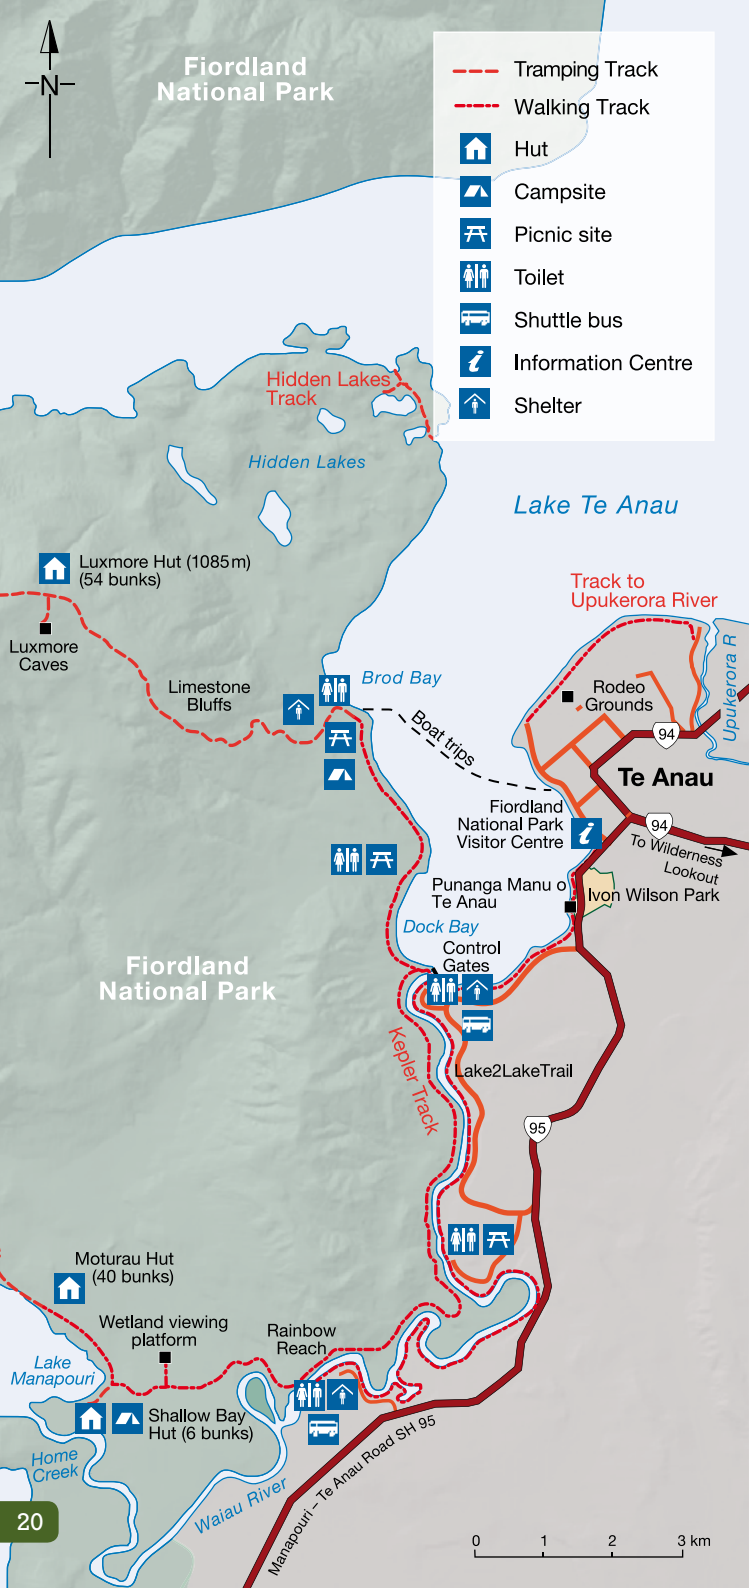 Fiordland
National Park
N
Tramping Track
Walking Track
Hut
Campsite
Picnic site
Toilet
Shuttle bus
Information Centre
Shelter
Hidden Lakes
Track
Hidden Lakes
Lake Te Anau
Luxmore Hut (1085 m)
(54 bunks)
Luxmore
Caves
Track to
Upukerora River
Upukerora R
Limestone
Bluffs
Brod Bay
Boat trips
Rodeo
Grounds
94
Te Anau
Fiordland
National Park
Visitor Centre
94
To Wilderness
Lookout
Punanga Manu o
Te Anau
Ivon Wilson Park
Dock Bay
Control
Gates
Fiordland
National Park
Kepler Track
Lake2LakeTrail
95
Moturau Hut
(40 bunks)
Wetland viewing
platform
Rainbow
Reach
Lake
Manapouri
Shallow Bay
Hut (6 bunks)
Home
Creek
Waiau River
Manapouri – Te Anau Road SH 95
20
0 1 2 3 km